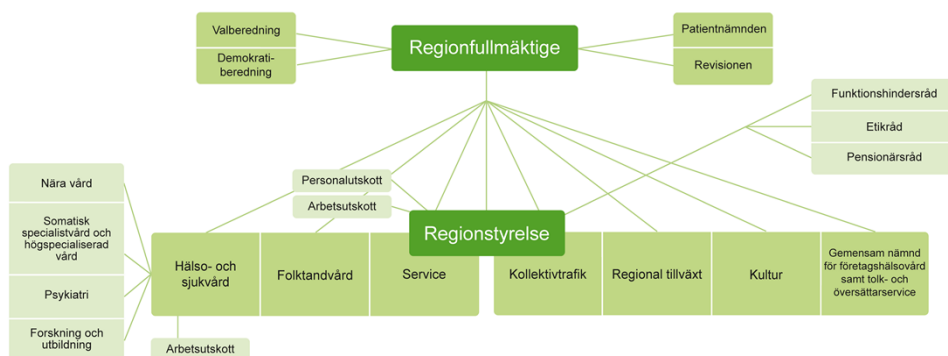 Valberedning
Demokrati-
beredning
Regionfullmäktige
Patientnämnden
Revisionen
Funktionshindersråd
Etikråd
Pensionärsråd
Personalutskott
Arbetsutskott
Regionstyrelse
Nära vård
Somatisk
specialistvård och
högspecialiserad
vård
Psykiatri
Forskning och
utbildning
Hälso- och
sjukvård
Folktandvård
Service
Kollektivtrafik
Regional tillväxt
Kultur
Gemensam nämnd
för företagshälsovård
samt tolk- och
översättarservice
Arbetsutskott